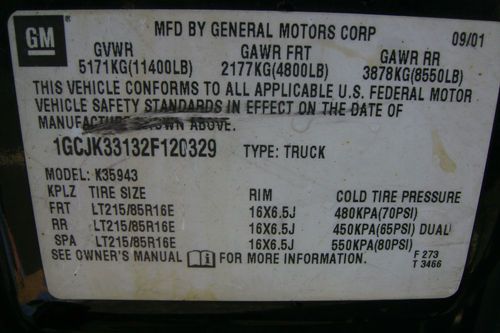 GM
MFD BY GENERAL MOTORS CORP 09/01
GVWR GAWR FRT GAWR RR
5171KG(11400LB) 2177KG(4800LB) 3878KG(8550LB)
THIS VEHICLE CONFORMS TO ALL APPLICABLE U.S. FEDERAL MOTOR
VEHICLE SAFETY STANDARDS IN EFFECT ON THE DATE OF
MANUFACTURE SHOWN ABOVE.
1GCJK33132F120329 TYPE: TRUCK
MODEL: K35943
KPLZ TIRE SIZE RIM COLD TIRE PRESSURE
FRT LT215/85R16E 16X6.5J 480KPA(70PSI)
RR LT215/85R16E 16X6.5J 450KPA(65PSI) DUAL
SPA LT215/85R16E 16X6.5J 550KPA(80PSI)
SEE OWNER'S MANUAL FOR MORE INFORMATION. F 273
T 3466